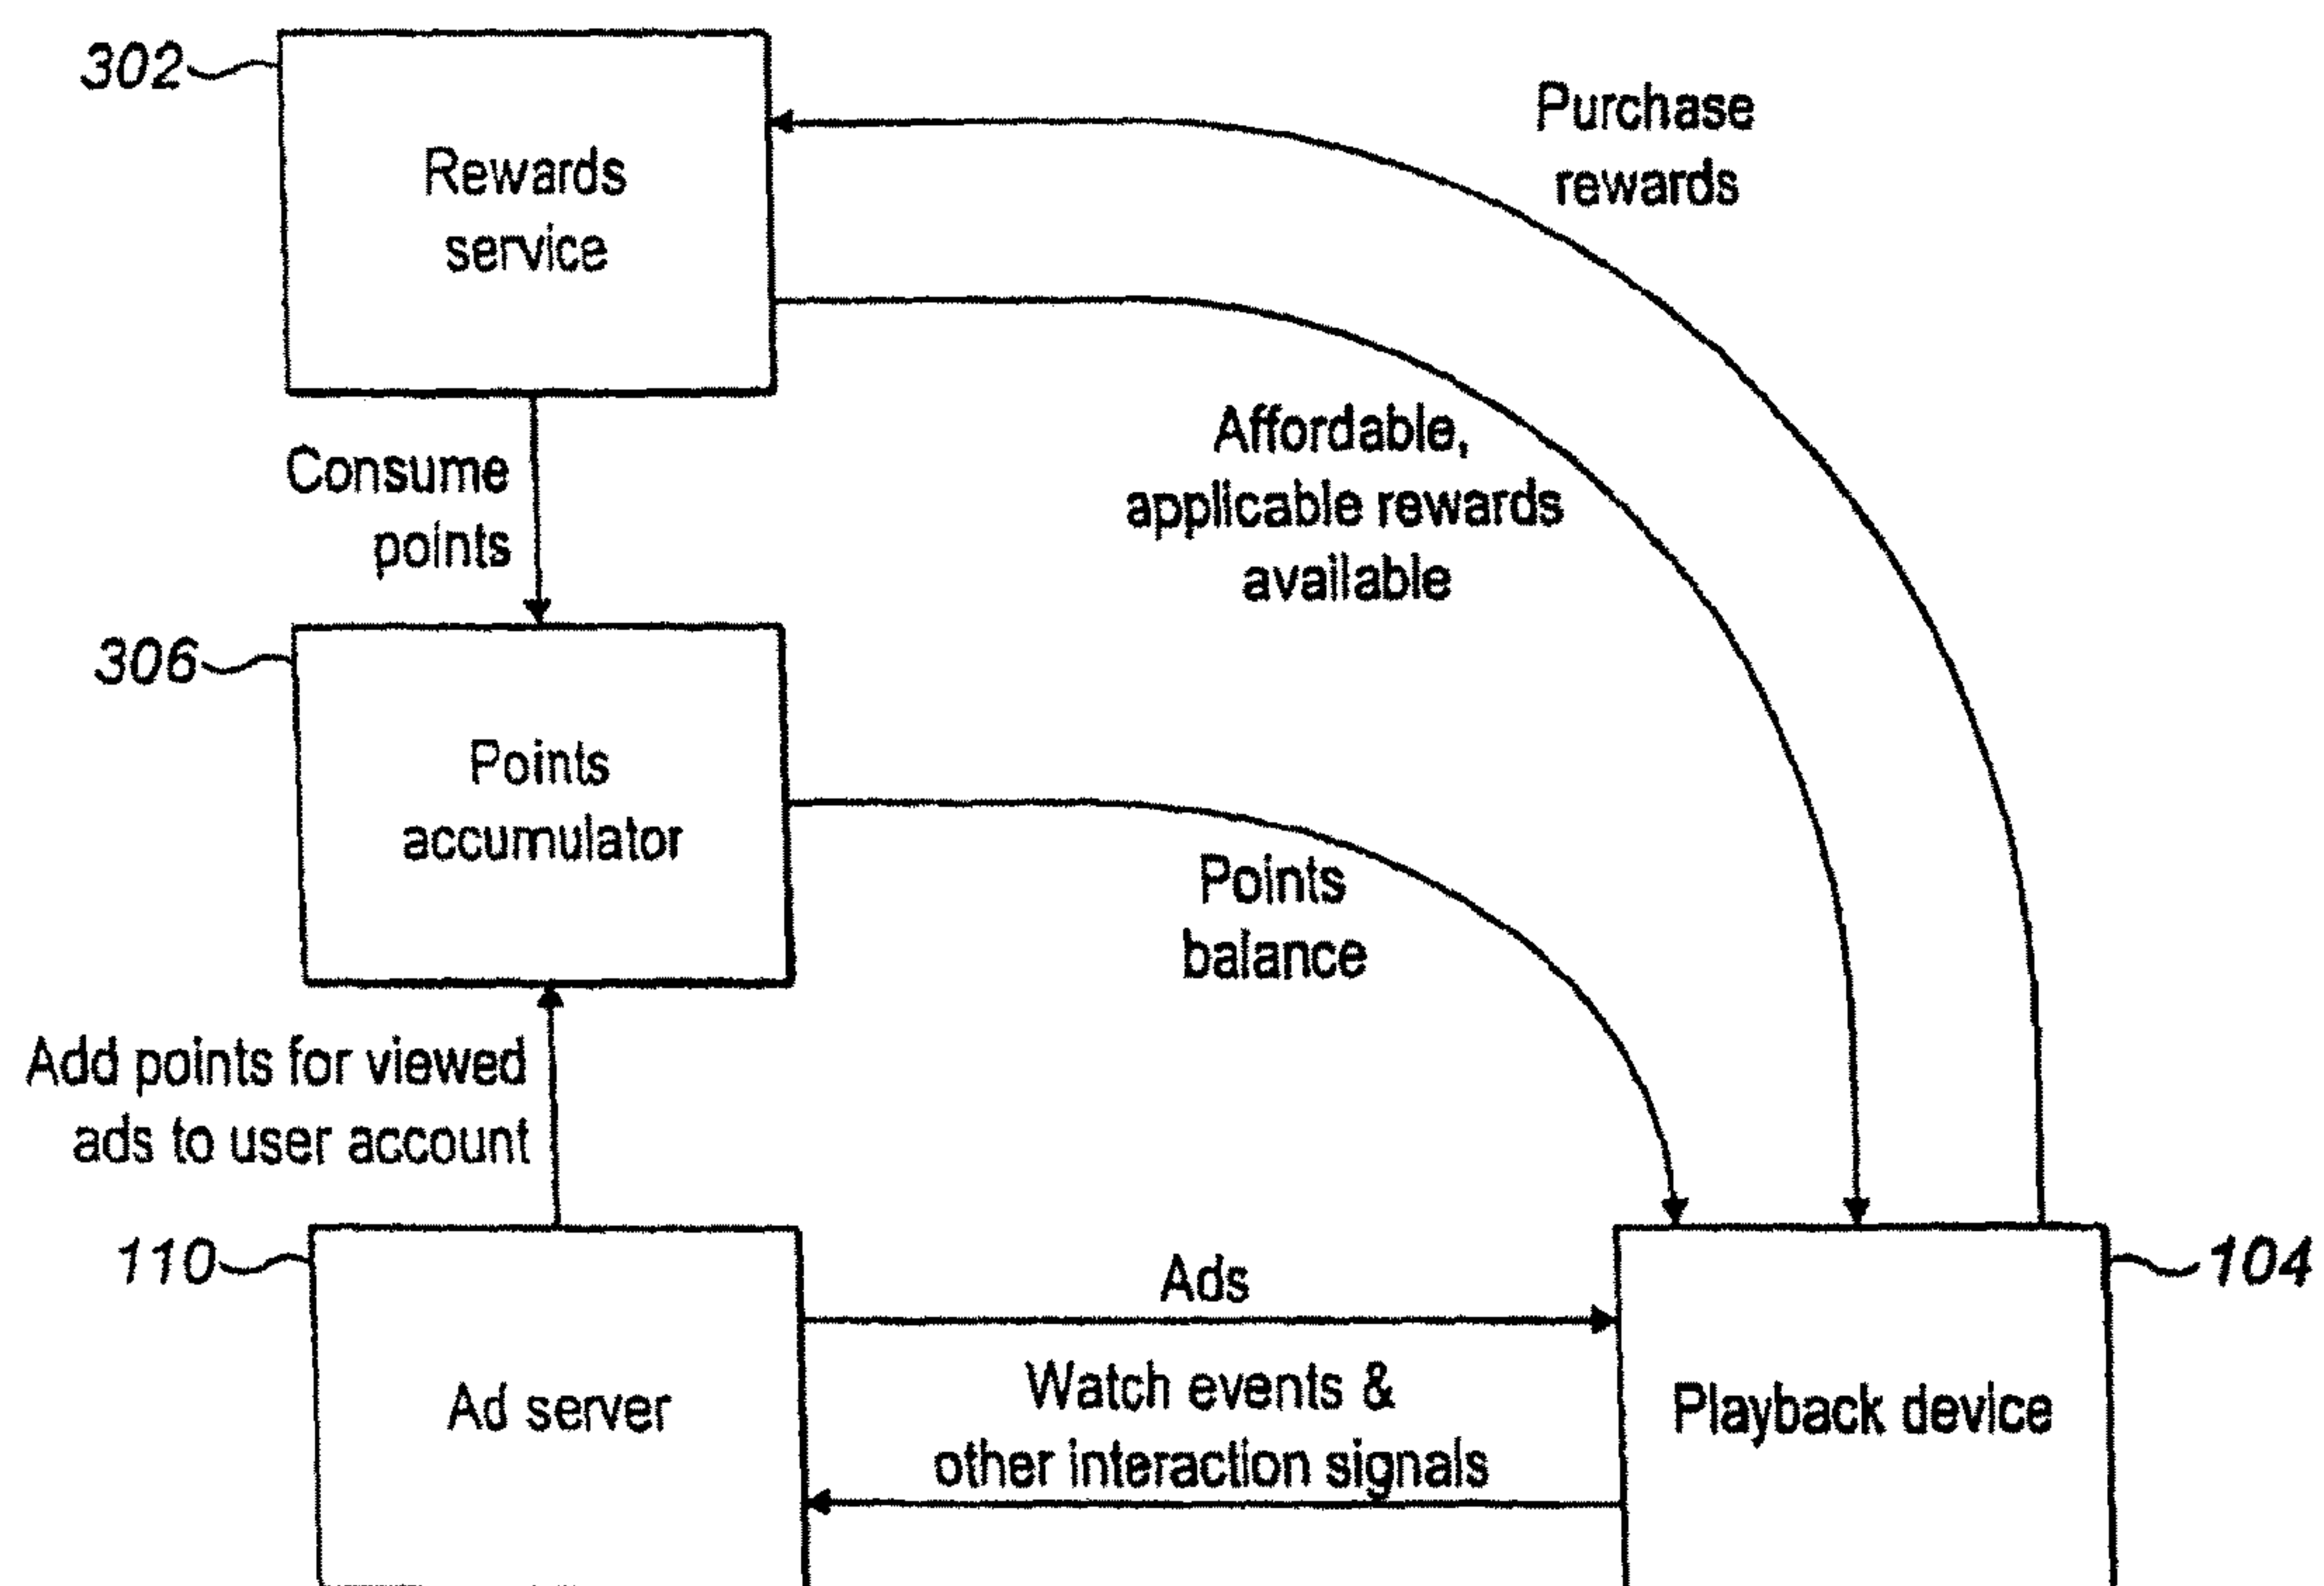 302
Rewards
service
Purchase
rewards
Affordable,
applicable rewards
available
Consume
points
306
Points
accumulator
Points
balance
Add points for viewed
ads to user account
110
Ad server
Ads
Watch events &
other interaction signals
Playback device
104